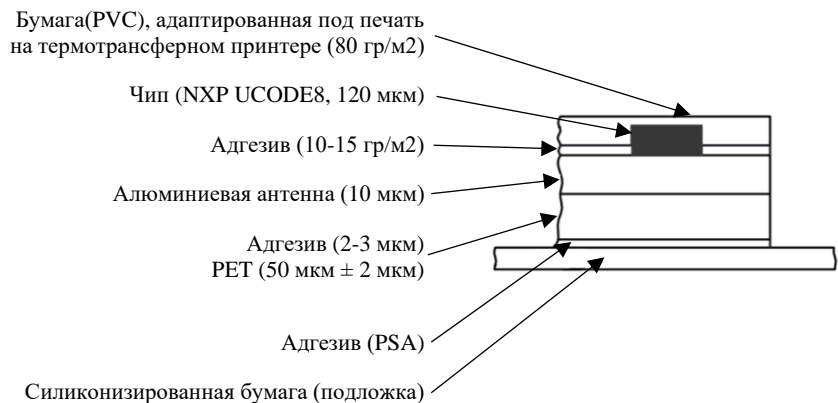 Бумага(PVC), адаптированная под печать
на термотрансферном принтере (80 гр/м2)
Чип (NXP UCODE8, 120 мкм)
Адгезив (10-15 гр/м2)
Алюминиевая антенна (10 мкм)
Адгезив (2-3 мкм)
PET (50 мкм ± 2 мкм)
Адгезив (PSA)
Силиконизированная бумага (подложка)